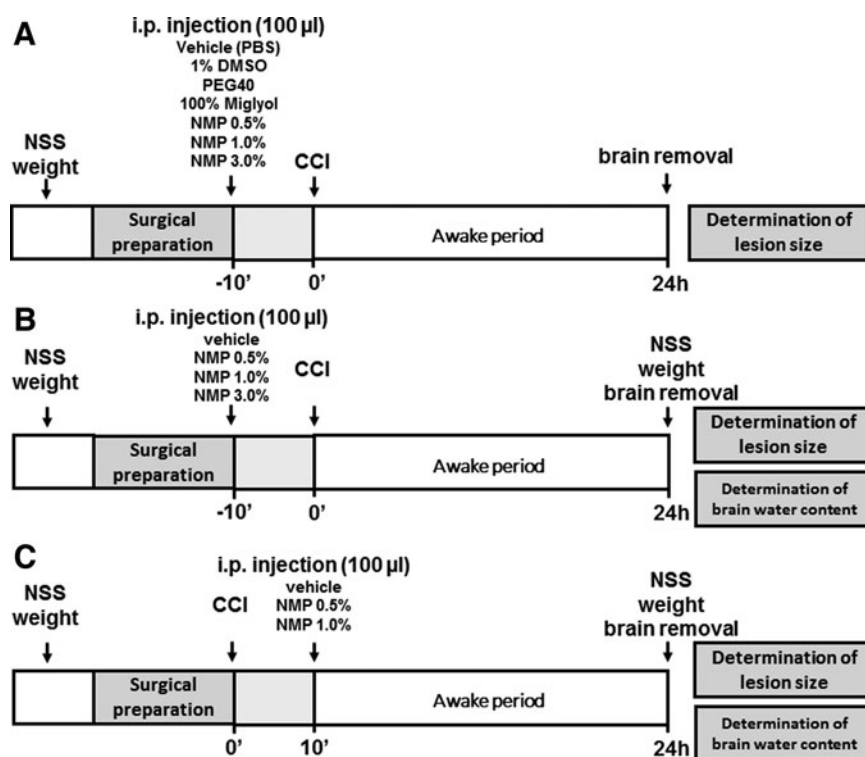 A
i.p. injection (100 µl)
Vehicle (PBS)
1% DMSO
PEG40
100% Miglyol
NMP 0.5%
NMP 1.0%
NMP 3.0%
NSS
weight
CCI
brain removal
Surgical
preparation
Awake period
Determination of
lesion size
-10’
0’
24h
B
i.p. injection (100 µl)
vehicle
NMP 0.5%
NMP 1.0%
NMP 3.0%
NSS
weight
CCI
NSS
weight
brain removal
Surgical
preparation
Awake period
Determination of
lesion size
Determination of
brain water content
-10’
0’
24h
C
i.p. injection (100 µl)
vehicle
NMP 0.5%
NMP 1.0%
NSS
weight
CCI
NSS
weight
brain removal
Surgical
preparation
Awake period
Determination of
lesion size
Determination of
brain water content
0’
10’
24h